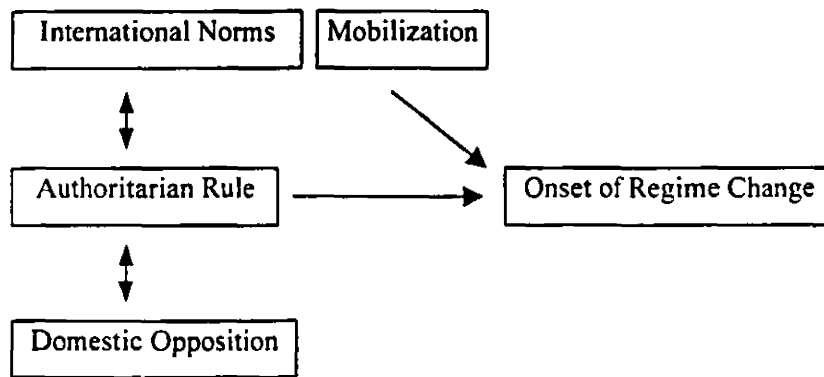 International Norms
Mobilization
Authoritarian Rule
Onset of Regime Change
Domestic Opposition